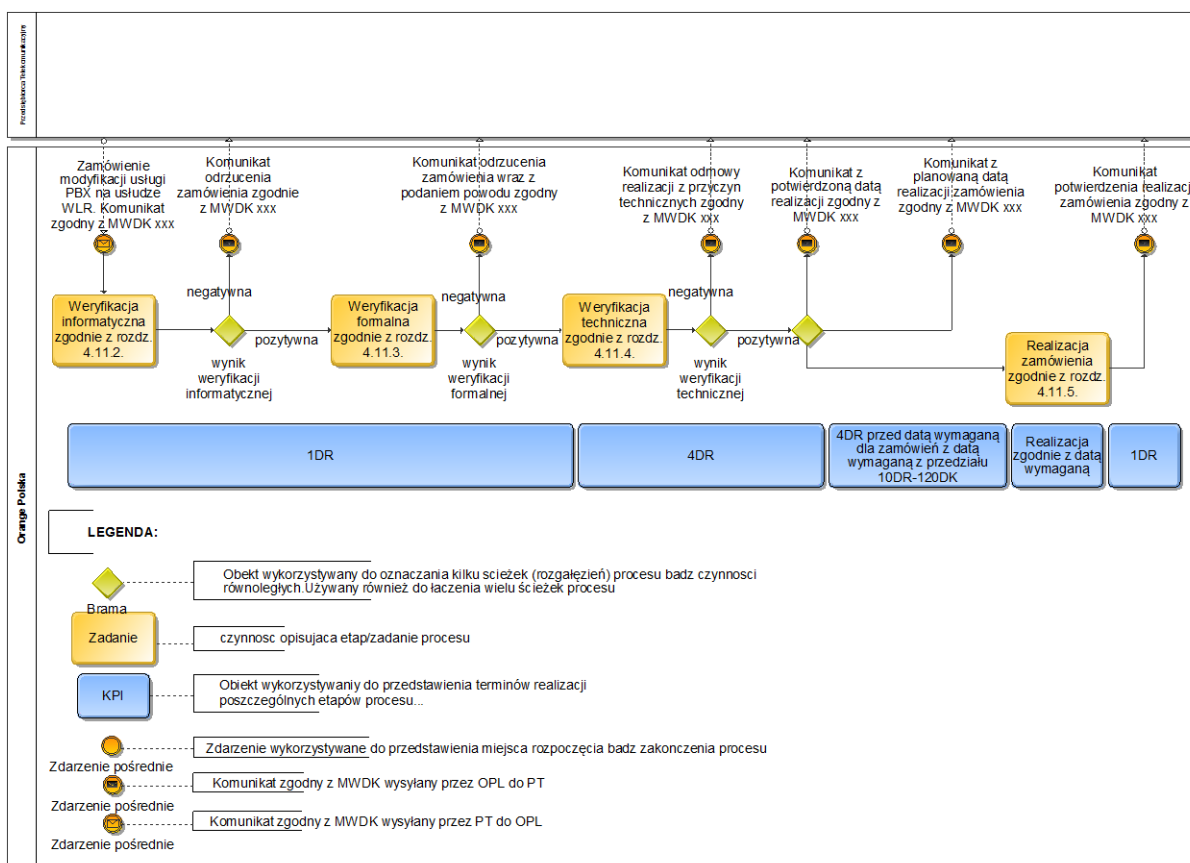 Przedsiębiorca Telekomunikacyjny
Orange Polska
Zamówienie
modyfikacji usługi
PBX na usłudze
WLR. Komunikat
zgodny z MWDK xxx
Komunikat
odrzucenia
zamówienia zgodnie
z MWDK xxx
Komunikat odrzucenia
zamówienia wraz z
podaniem powodu zgodny
z MWDK xxx
Komunikat odmowy
realizacji z przyczyn
technicznych zgodny
z MWDK xxx
Komunikat z
potwierdzoną datą
realizacji zgodny z
MWDK xxx
Komunikat z
planowaną datą
realizacji zamówienia
zgodny z MWDK xxx
Komunikat
potwierdzenia realizacji
zamówienia zgodny z
MWDK xxx
negatywna
negatywna
negatywna
Weryfikacja
informatyczna
zgodnie z rozdz.
4.11.2.
pozytywna
Weryfikacja
formalna
zgodnie z rozdz.
4.11.3.
pozytywna
Weryfikacja
techniczna
zgodnie z rozdz.
4.11.4.
pozytywna
Realizacja
zamówienia
zgodnie z rozdz.
4.11.5.
wynik
weryfikacji
informatycznej
wynik
weryfikacji
formalnej
wynik
weryfikacji
technicznej
1DR
4DR
4DR przed datą wymaganą
dla zamówień z datą
wymaganą z przedziału
10DR-120DK
Realizacja
zgodnie z datą
wymaganą
1DR
LEGENDA:
Brama
Obekt wykorzystywany do oznaczania kilku scieżek (rozgałęzień) procesu badz czynnosci
równoległych.Używany również do łaczenia wielu ścieżek procesu
Zadanie
czynnosc opisujaca etap/zadanie procesu
KPI
Obiekt wykorzystywaniy do przedstawienia terminów realizacji
poszczególnych etapów procesu...
Zdarzenie pośrednie
Zdarzenie wykorzystywane do przedstawienia miejsca rozpoczęcia badz zakonczenia procesu
Zdarzenie pośrednie
Komunikat zgodny z MWDK wysyłany przez OPL do PT
Zdarzenie pośrednie
Komunikat zgodny z MWDK wysyłany przez PT do OPL